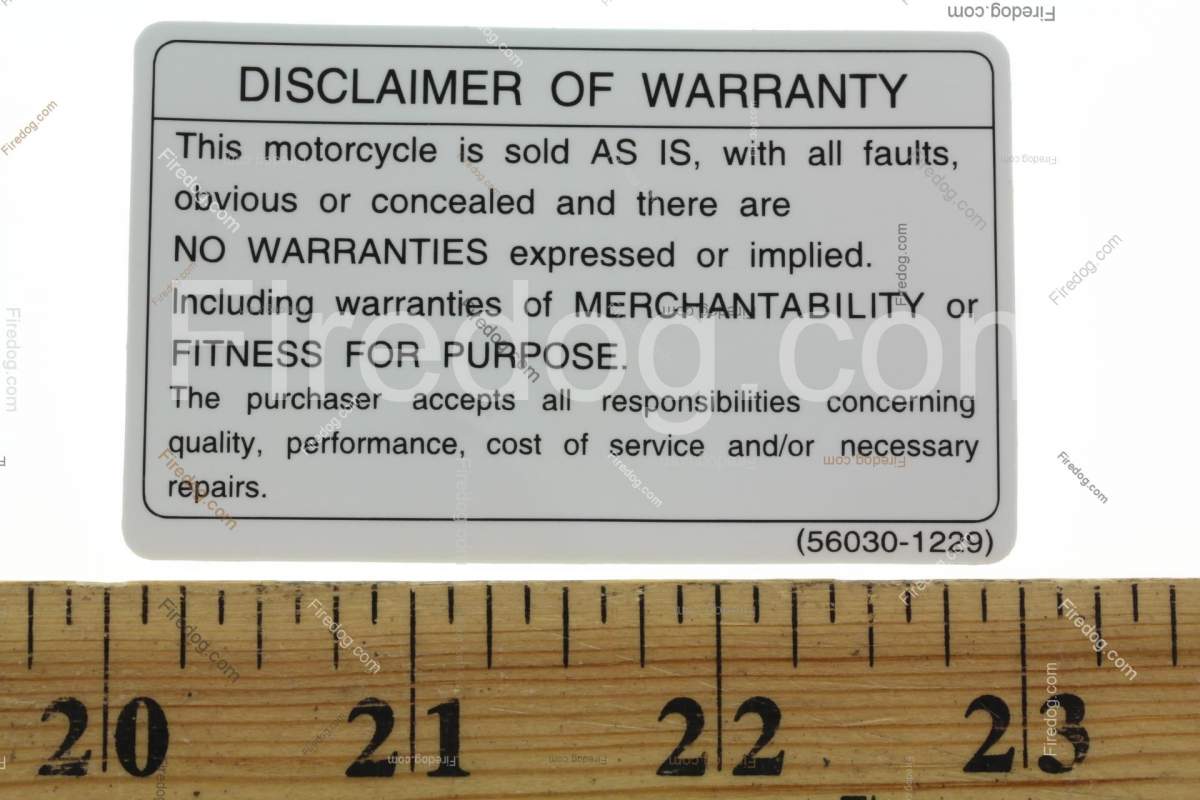 Firedog.com
DISCLAIMER OF WARRANTY
This motorcycle is sold AS IS, with all faults,
obvious or concealed and there are
NO WARRANTIES expressed or implied.
Including warranties of MERCHANTABILITY or
FITNESS FOR PURPOSE.
The purchaser accepts all responsibilities concerning
quality, performance, cost of service and/or necessary
repairs.
(56030-1229)
Firedog.com
20 21 22 23